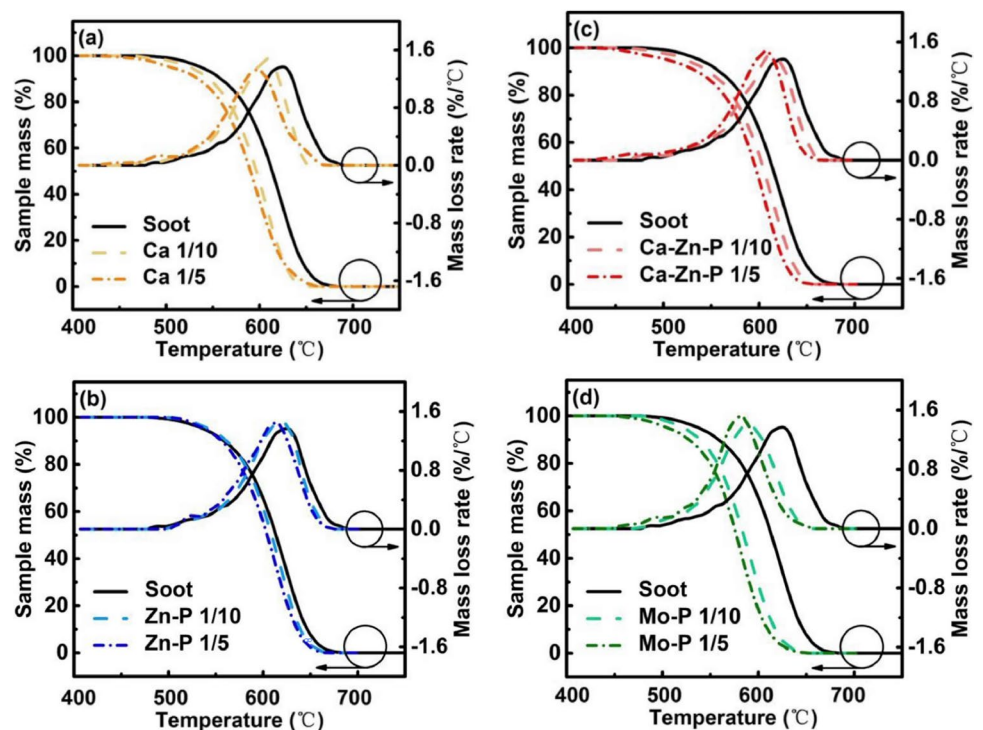 (a)
100
80
60
40
20
0
Sample mass (%)
1.6
0.8
0.0
-0.8
-1.6
Mass loss rate (%/℃)
Soot
Ca 1/10
Ca 1/5
400 500 600 700
Temperature (℃)
(c)
100
80
60
40
20
0
Sample mass (%)
1.6
0.8
0.0
-0.8
-1.6
Mass loss rate (%/℃)
Soot
Ca-Zn-P 1/10
Ca-Zn-P 1/5
400 500 600 700
Temperature (℃)
(b)
100
80
60
40
20
0
Sample mass (%)
1.6
0.8
0.0
-0.8
-1.6
Mass loss rate (%/℃)
Soot
Zn-P 1/10
Zn-P 1/5
400 500 600 700
Temperature (℃)
(d)
100
80
60
40
20
0
Sample mass (%)
1.6
0.8
0.0
-0.8
-1.6
Mass loss rate (%/℃)
Soot
Mo-P 1/10
Mo-P 1/5
400 500 600 700
Temperature (℃)